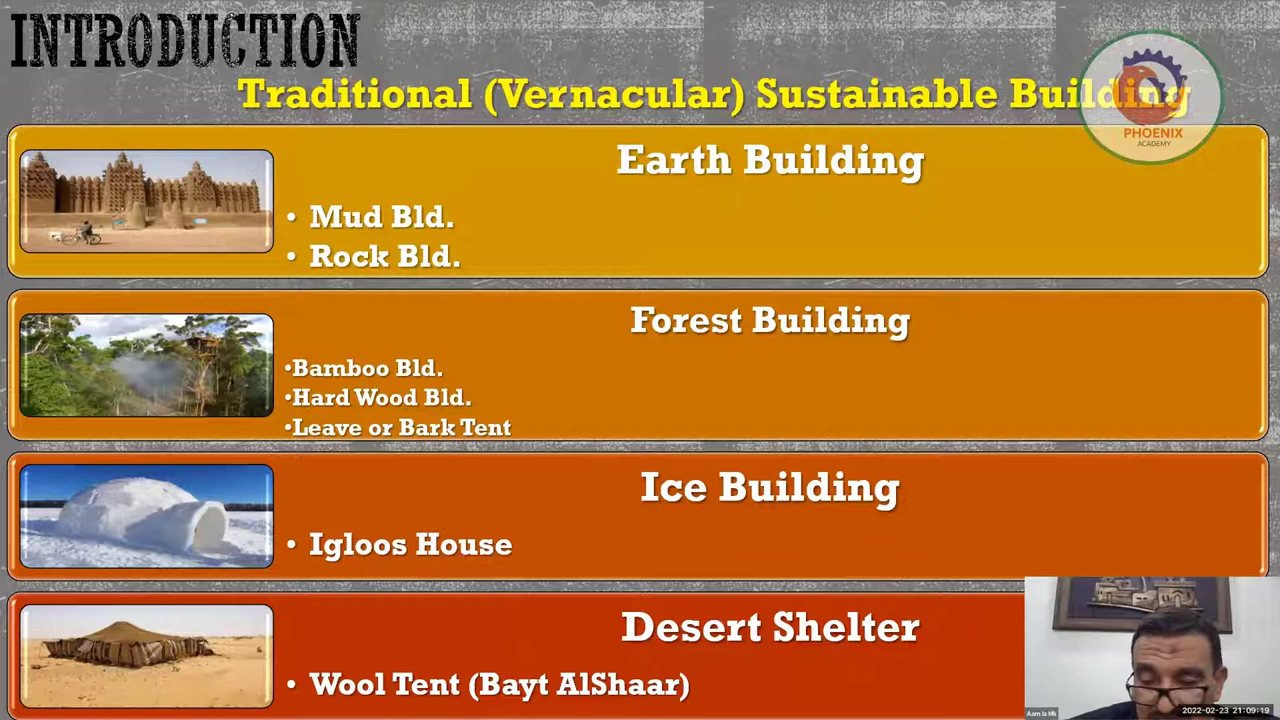 INTRODUCTION
Traditional (Vernacular) Sustainable Building
PHOENIX
ACADEMY
Earth Building
• Mud Bld.
• Rock Bld.
Forest Building
•Bamboo Bld.
•Hard Wood Bld.
•Leave or Bark Tent
Ice Building
• Igloos House
Desert Shelter
• Wool Tent (Bayt AlShaar)
2022-02-23 21:09:19